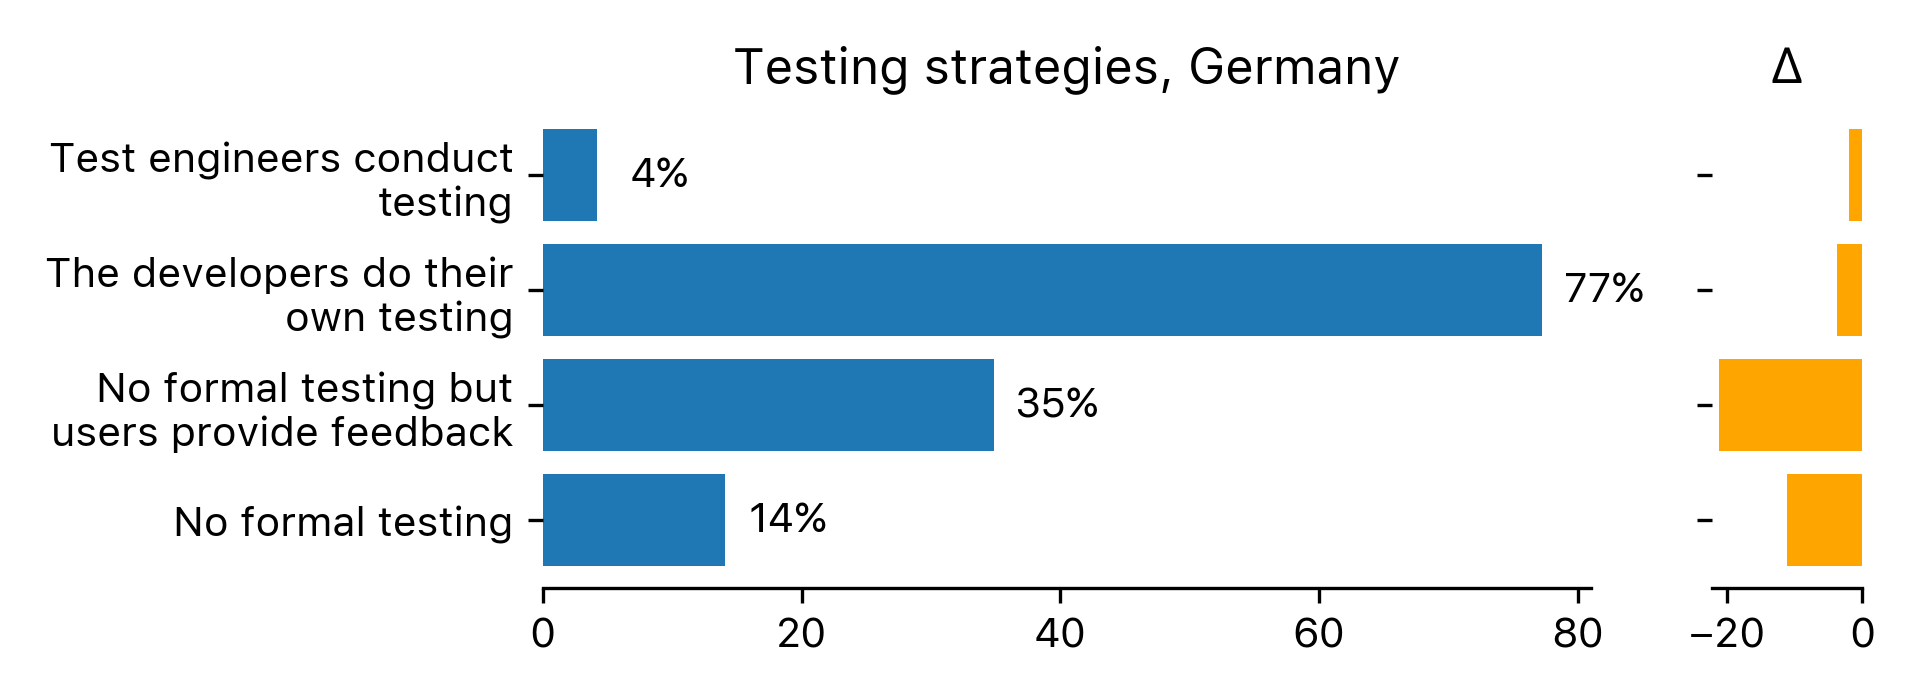 Testing strategies, Germany
Δ
Test engineers conduct
testing
4%
The developers do their
own testing
77%
No formal testing but
users provide feedback
35%
No formal testing
14%
0
20
40
60
80
−20
0